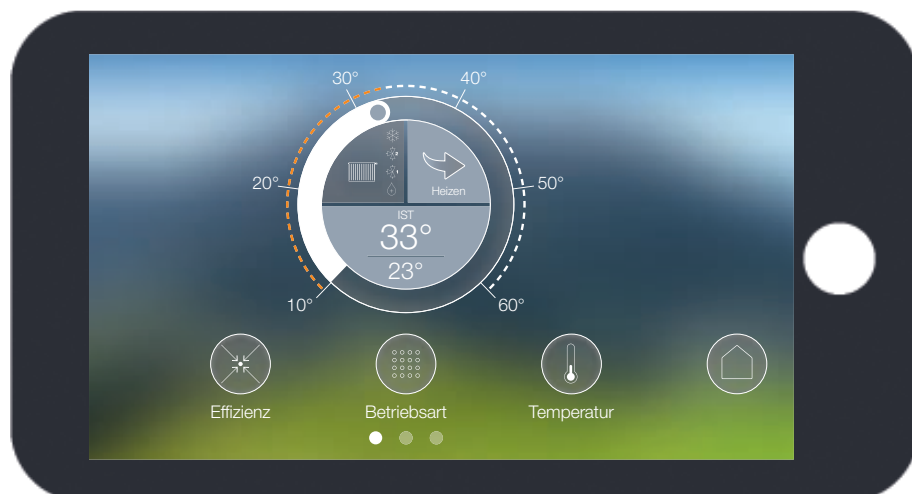 30°
40°
20°
50°
Heizen
IST
33°
23°
10°
60°
Effizienz
Betriebsart
Temperatur